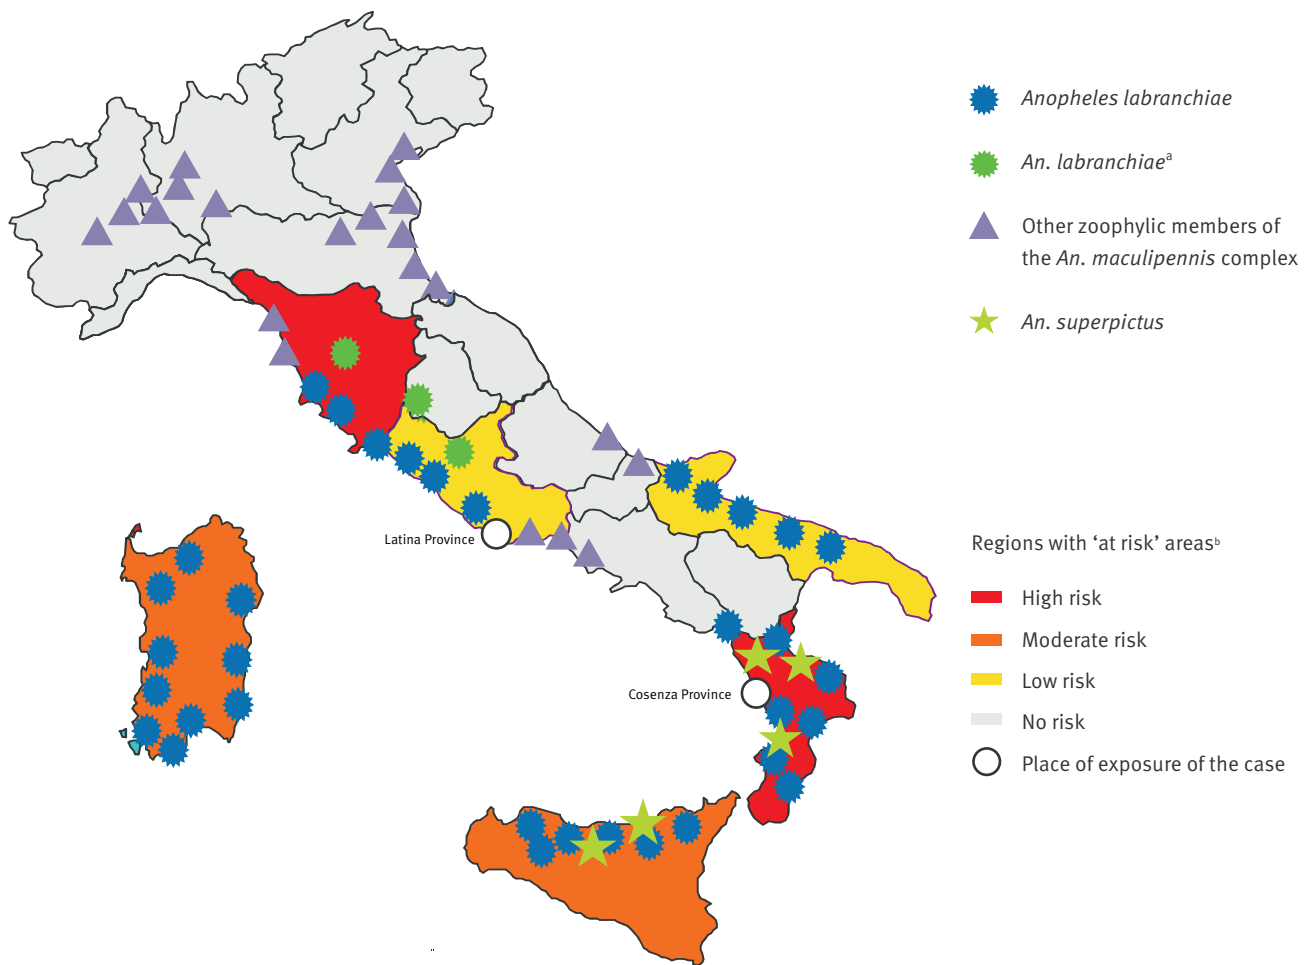 Anopheles labranchiae
An. labranchiaeᵃ
Other zoophylic members of
the An. maculipennis complex
An. superpictus
Latina Province
Cosenza Province
Regions with ‘at risk’ areasᵇ
High risk
Moderate risk
Low risk
No risk
Place of exposure of the case